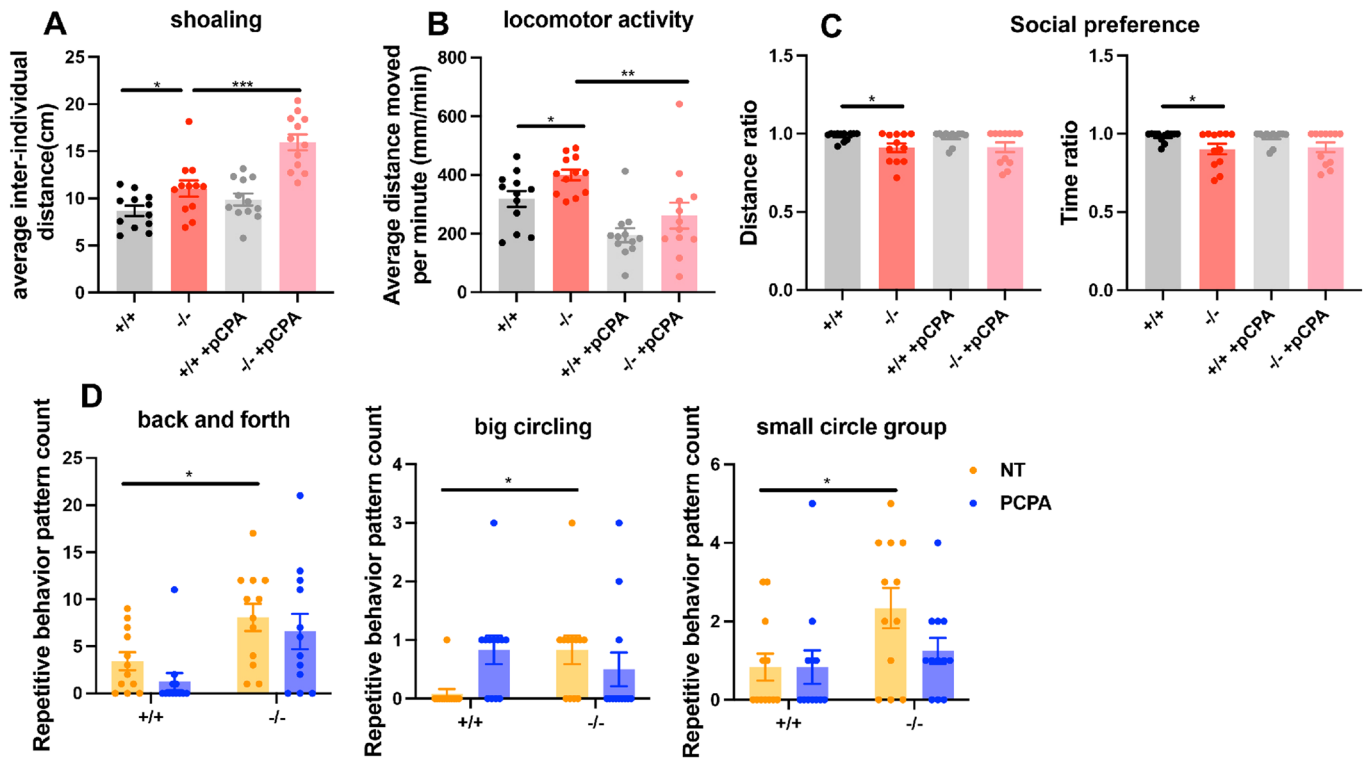 A
shoaling
average inter-individual
distance(cm)
25
20
15
10
5
0
*
***
+/+
-/-
+/+ +pCPA
-/- +pCPA
B
locomotor activity
Average distance moved
per minute (mm/min)
800
600
400
200
0
*
**
+/+
-/-
+/+ +pCPA
-/- +pCPA
C
Social preference
Distance ratio
1.0
0.5
1.0
*
+/+
-/-
+/+ +pCPA
-/- +pCPA
Time ratio
1.0
0.5
1.0
*
+/+
-/-
+/+ +pCPA
-/- +pCPA
D
back and forth
Repetitive behavior pattern count
25
20
15
10
5
0
*
+/+
-/-
big circling
Repetitive behavior pattern count
4
3
2
1
0
*
+/+
-/-
small circle group
Repetitive behavior pattern count
6
4
2
0
*
+/+
-/-
NT
PCPA